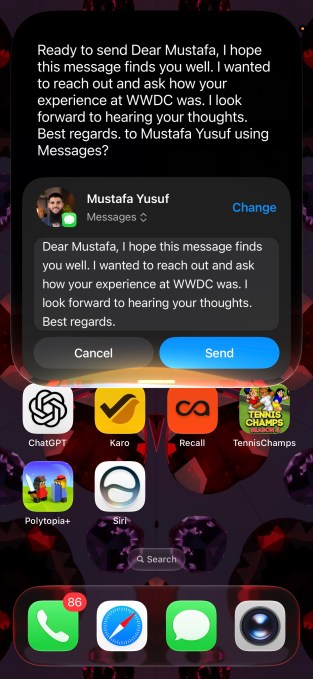 Ready to send Dear Mustafa, I hope
this message finds you well. I wanted
to reach out and ask how your
experience at WWDC was. I look
forward to hearing your thoughts.
Best regards. to Mustafa Yusuf using
Messages?
Mustafa Yusuf
Messages
Change
Dear Mustafa, I hope this message finds
you well. I wanted to reach out and ask
how your experience at WWDC was. I
look forward to hearing your thoughts.
Best regards.
Cancel
Send
TENNIS
CHAMPS
ChatGPT
Karo
Recall
TennisChamps
Polytopia+
Siri
Search
86